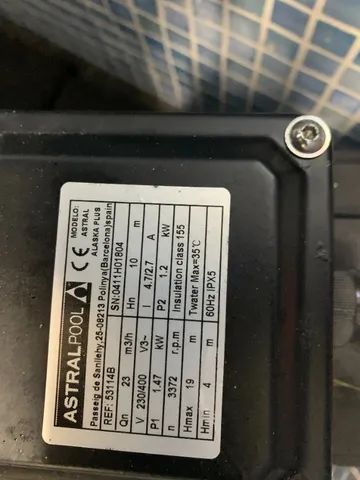 ASTRALPOOL
CE
MODELO:
ASTRAL
ALASKA PLUS
Passeig de Sanllehy,25-08213 Polinya(Barcelona)spain
REF: 53114B SN:0411H01804
Qn 23 m3/h Hn 10 m
V 230/400 V3~ I 4.7/2.7 A
P1 1.47 kW P2 1.2 kW
n 3372 r.p.m Insulation class 155
Hmax 19 m Twater Max=35℃
Hmin 4 m 60Hz IPX5